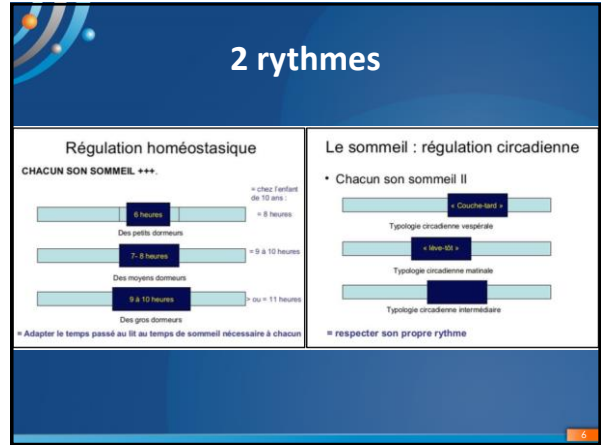 2 rythmes
Régulation homéostasique
CHACUN SON SOMMEIL +++.
= chez l'enfant
de 10 ans :
6 heures
= 8 heures
Des petits dormeurs
7- 8 heures
= 9 à 10 heures
Des moyens dormeurs
9 à 10 heures
> ou = 11 heures
Des gros dormeurs
= Adapter le temps passé au lit au temps de sommeil nécessaire à chacun
Le sommeil : régulation circadienne
• Chacun son sommeil II
« Couche-tard »
Typologie circadienne vespérale
« lève-tôt »
Typologie circadienne matinale
Typologie circadienne intermédiaire
= respecter son propre rythme
6